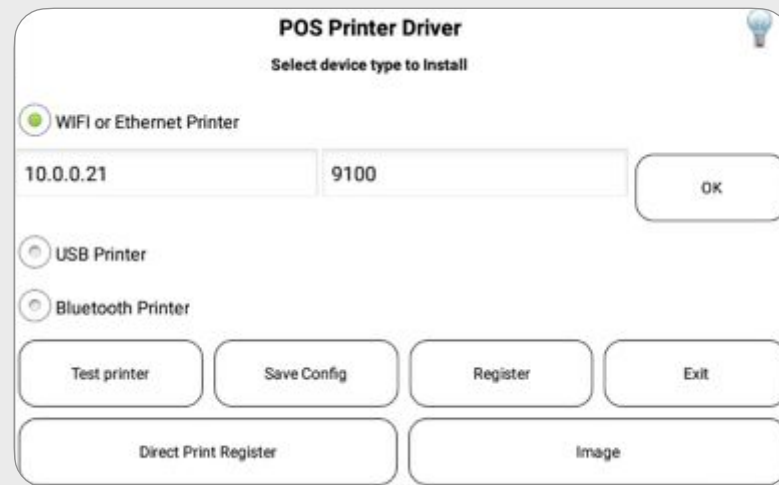 POS Printer Driver
Select device type to Install
WIFI or Ethernet Printer
10.0.0.21 9100 OK
USB Printer
Bluetooth Printer
Test printer Save Config Register Exit
Direct Print Register Image